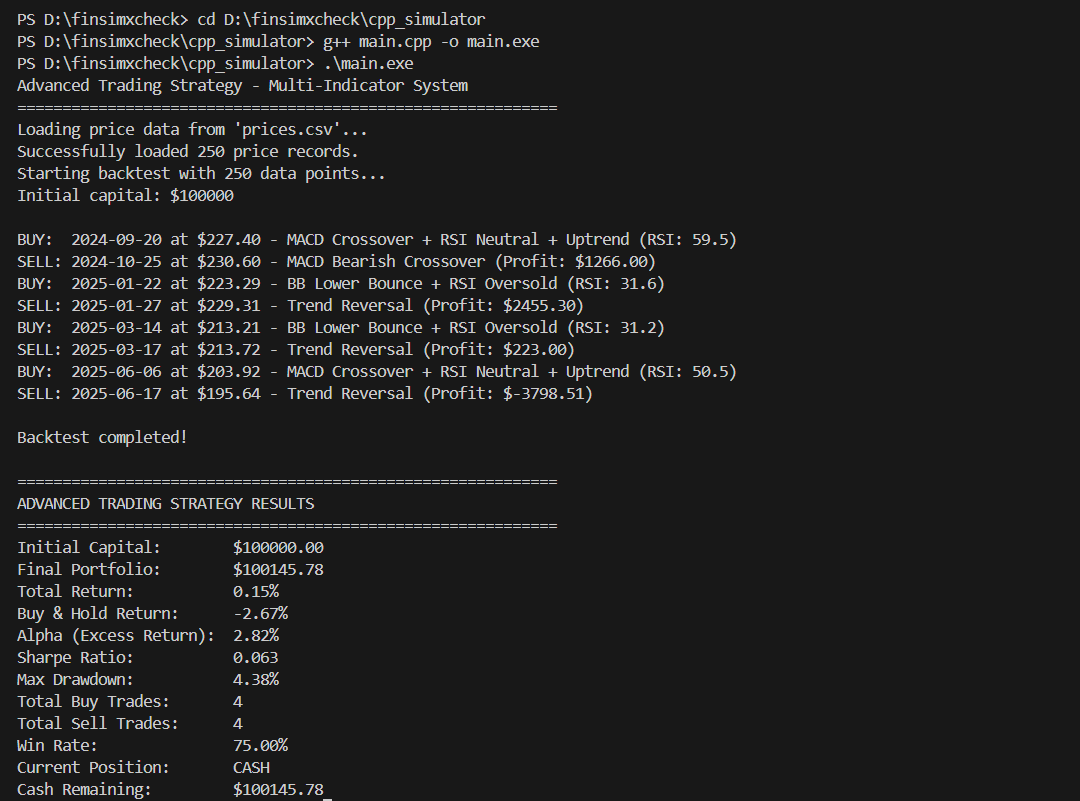 PS D:\finsimxcheck> cd D:\finsimxcheck\cpp_simulator
PS D:\finsimxcheck\cpp_simulator> g++ main.cpp -o main.exe
PS D:\finsimxcheck\cpp_simulator> .\main.exe
Advanced Trading Strategy - Multi-Indicator System
============================================================
Loading price data from 'prices.csv'...
Successfully loaded 250 price records.
Starting backtest with 250 data points...
Initial capital: $100000

BUY:  2024-09-20 at $227.40 - MACD Crossover + RSI Neutral + Uptrend (RSI: 59.5)
SELL: 2024-10-25 at $230.60 - MACD Bearish Crossover (Profit: $1266.00)
BUY:  2025-01-22 at $223.29 - BB Lower Bounce + RSI Oversold (RSI: 31.6)
SELL: 2025-01-27 at $229.31 - Trend Reversal (Profit: $2455.30)
BUY:  2025-03-14 at $213.21 - BB Lower Bounce + RSI Oversold (RSI: 31.2)
SELL: 2025-03-17 at $213.72 - Trend Reversal (Profit: $223.00)
BUY:  2025-06-06 at $203.92 - MACD Crossover + RSI Neutral + Uptrend (RSI: 50.5)
SELL: 2025-06-17 at $195.64 - Trend Reversal (Profit: $-3798.51)

Backtest completed!

============================================================
ADVANCED TRADING STRATEGY RESULTS
============================================================
Initial Capital:        $100000.00
Final Portfolio:        $100145.78
Total Return:           0.15%
Buy & Hold Return:      -2.67%
Alpha (Excess Return):  2.82%
Sharpe Ratio:           0.063
Max Drawdown:           4.38%
Total Buy Trades:       4
Total Sell Trades:      4
Win Rate:               75.00%
Current Position:       CASH
Cash Remaining:         $100145.78